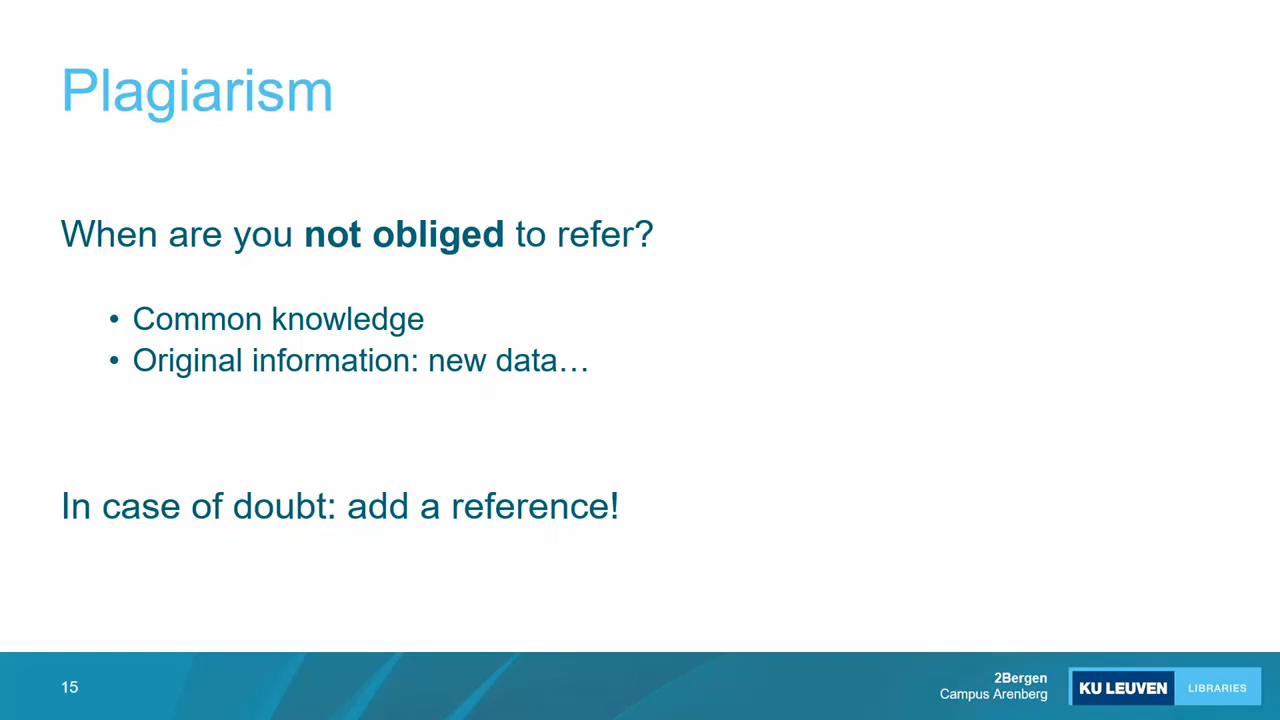 Plagiarism
When are you not obliged to refer?
• Common knowledge
• Original information: new data…
In case of doubt: add a reference!
15
2Bergen
Campus Arenberg
KU LEUVEN LIBRARIES